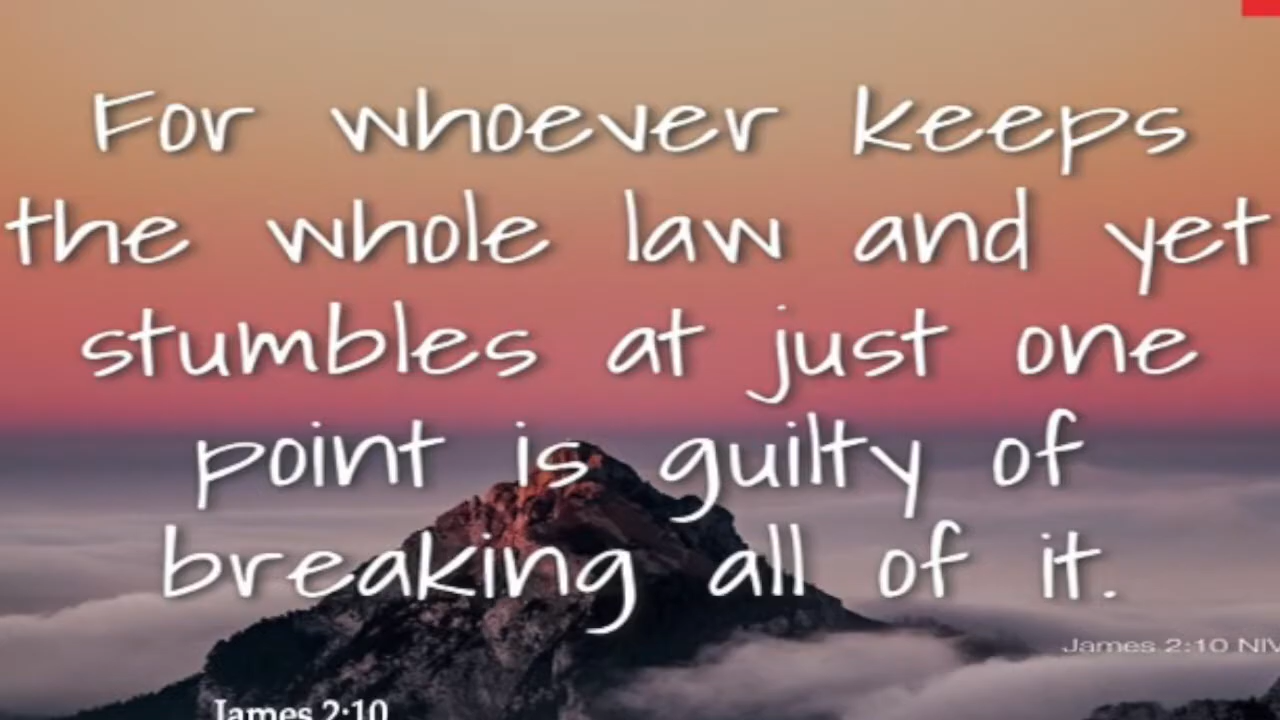 For whoever keeps
the whole law and yet
stumbles at just one
point is guilty of
breaking all of it.
James 2:10 NIV
James 2:10